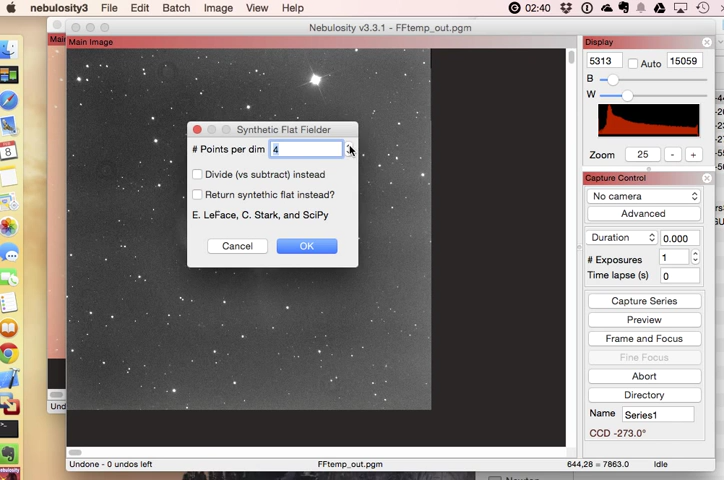 nebulosity3 File Edit Batch Image View Help 02:40
Nebulosity v3.3.1 - FFtemp_out.pgm
Main Image
Display
5313 Auto 15059
B
W
Zoom 25 - +
Capture Control
No camera
Advanced
Duration 0.000
# Exposures 1
Time lapse (s) 0
Capture Series
Preview
Frame and Focus
Fine Focus
Abort
Directory
Name Series1
CCD -273.0°
Synthetic Flat Fielder
# Points per dim 4
Divide (vs subtract) instead
Return syntethic flat instead?
E. LeFace, C. Stark, and SciPy
Cancel OK
Undone - 0 undos left FFtemp_out.pgm 644,28 = 7863.0 Idle